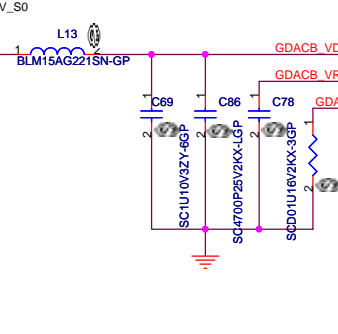 V_S0
L13
1
2
BLM15AG221SN-GP
GDACB_VD
GDACB_VR
GDA
1
C69
2
SC1U10V3ZY-6GP
1
C86
2
SC4700P25V2KX-LGP
1
C78
2
SCD01U16V2KX-3GP
1
2